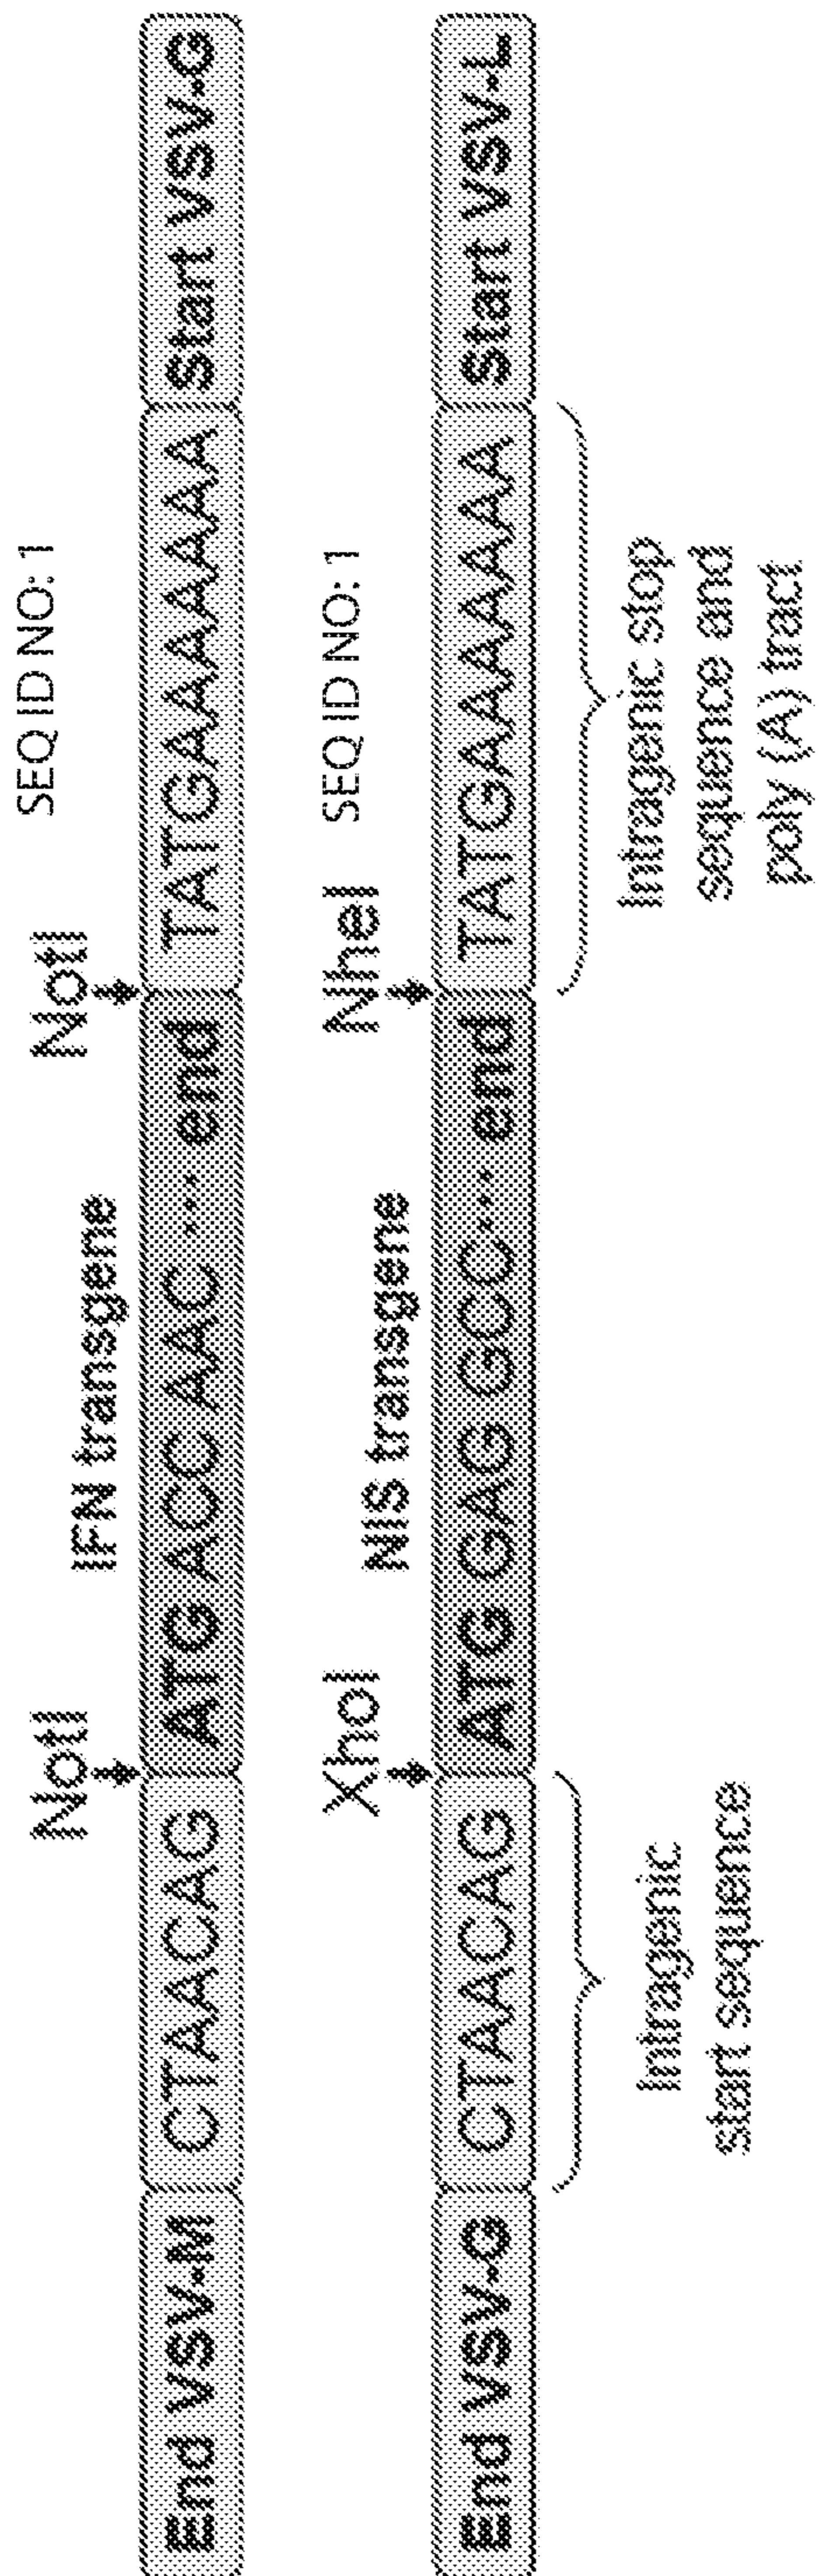 NotI
IFN transgene
NotI
SEQ ID NO: 1
End VSV-M CTAACAG ATG ACC AAC ... end TATGAAAAAAA Start VSV-G
XhoI
NIS transgene
NheI
SEQ ID NO: 1
End VSV-G CTAACAG ATG GAG GCC... end TATGAAAAAAA Start VSV-L
Intragenic
start sequence
Intragenic stop
sequence and
poly (A) tract